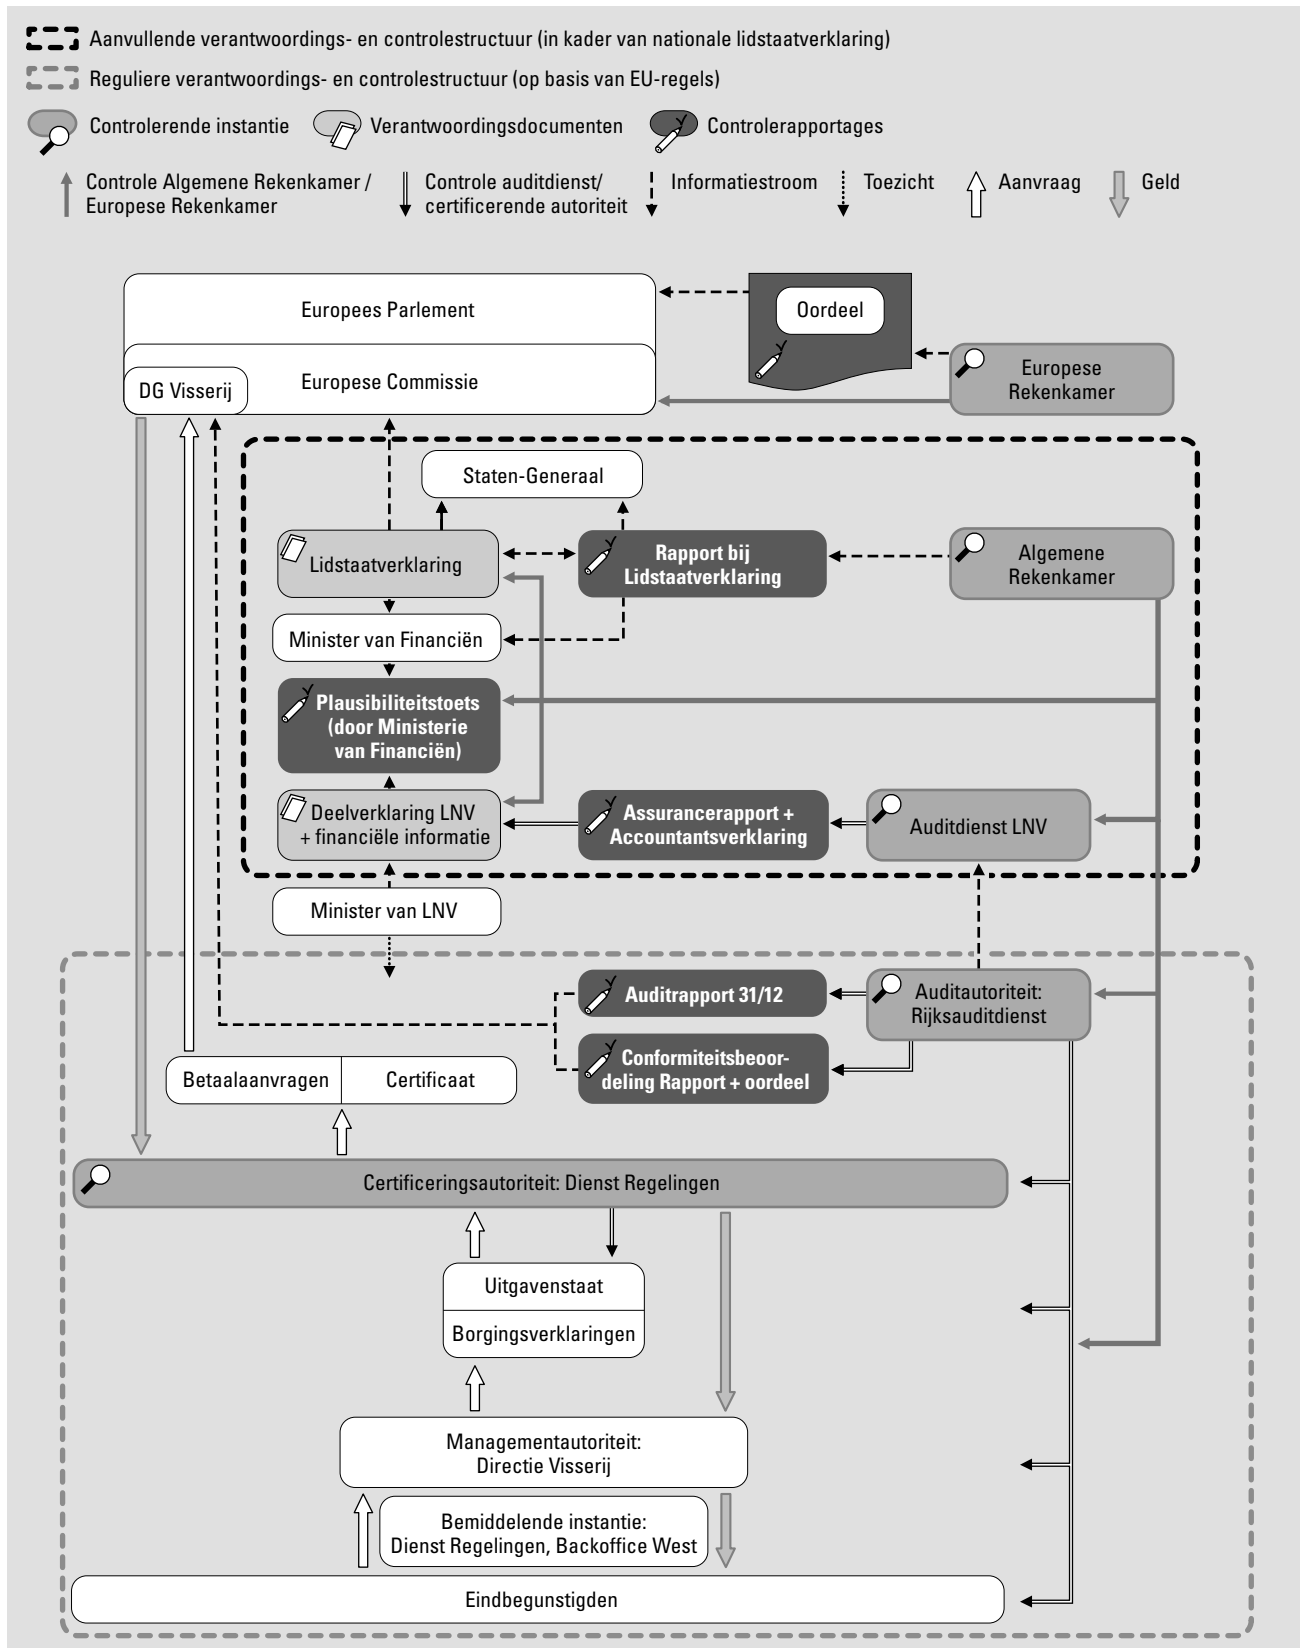 Aanvullende verantwoordings- en controlestructuur (in kader van nationale lidstaatverklaring)
Reguliere verantwoordings- en controlestructuur (op basis van EU-regels)
Controlerende instantie
Verantwoordingsdocumenten
Controlerapportages
Controle Algemene Rekenkamer /
Europese Rekenkamer
Controle auditdienst/
certificerende autoriteit
Informatiestroom
Toezicht
Aanvraag
Geld
Europees Parlement
Oordeel
Europese Commissie
DG Visserij
Europese
Rekenkamer
Staten-Generaal
Lidstaatverklaring
Rapport bij
Lidstaatverklaring
Algemene
Rekenkamer
Minister van Financiën
Plausibiliteitstoets
(door Ministerie
van Financiën)
Deelverklaring LNV
+ financiële informatie
Assurancerapport +
Accountantsverklaring
Auditdienst LNV
Minister van LNV
Auditrapport 31/12
Auditautoriteit:
Rijksauditdienst
Conformiteitsbeoor-
deling Rapport + oordeel
Betaalaanvragen
Certificaat
Certificeringsautoriteit: Dienst Regelingen
Uitgavenstaat
Borgingsverklaringen
Managementautoriteit:
Directie Visserij
Bemiddelende instantie:
Dienst Regelingen, Backoffice West
Eindbegunstigden